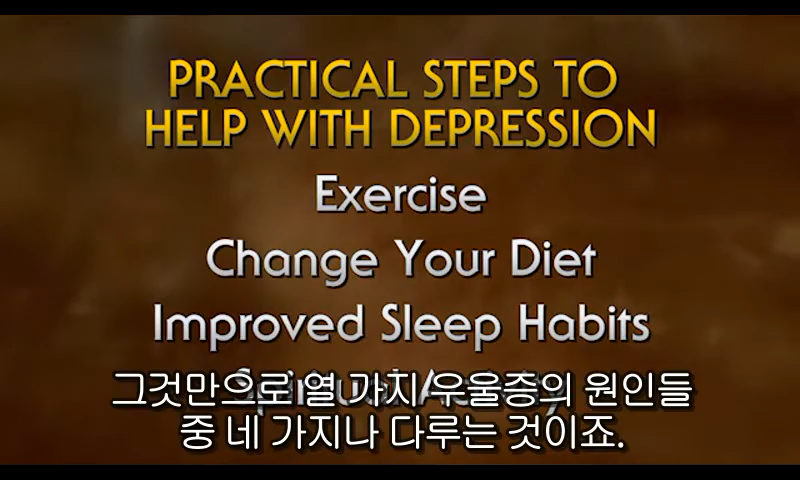 PRACTICAL STEPS TO
HELP WITH DEPRESSION
Exercise
Change Your Diet
Improved Sleep Habits
그것만으로 열 가지 우울증의 원인들
중 네 가지나 다루는 것이죠.